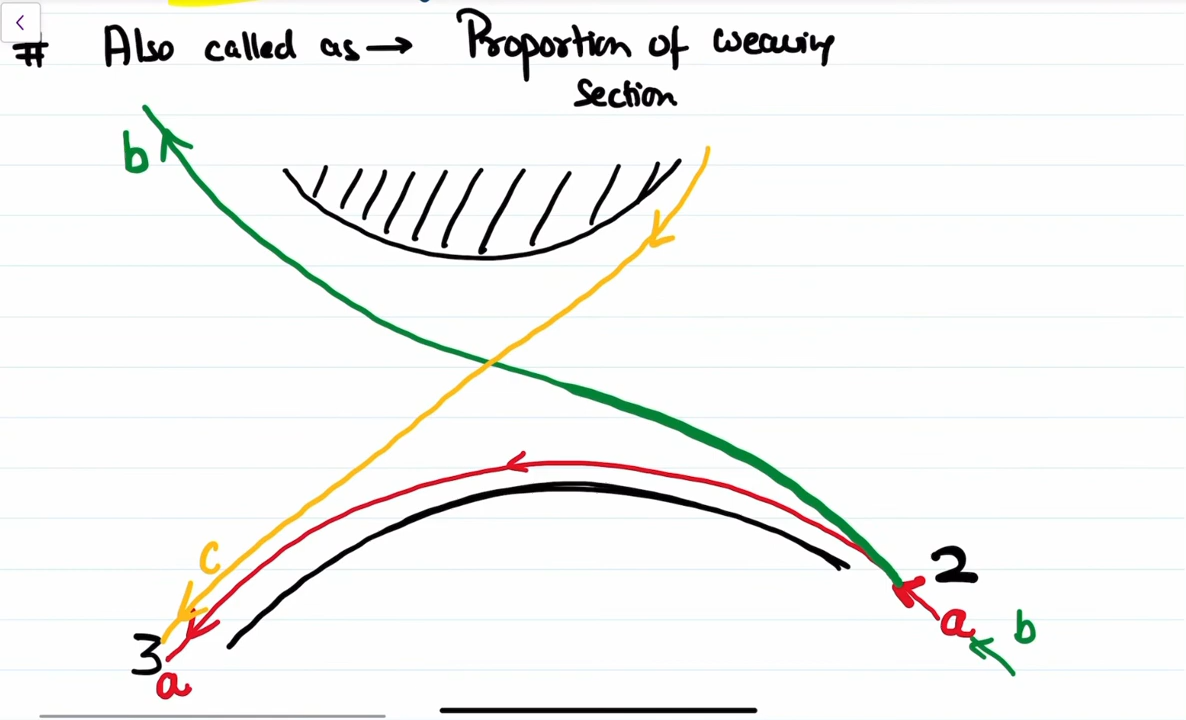 # Also called as → Proportion of weaving
Section
b
c
2
a
b
3
a